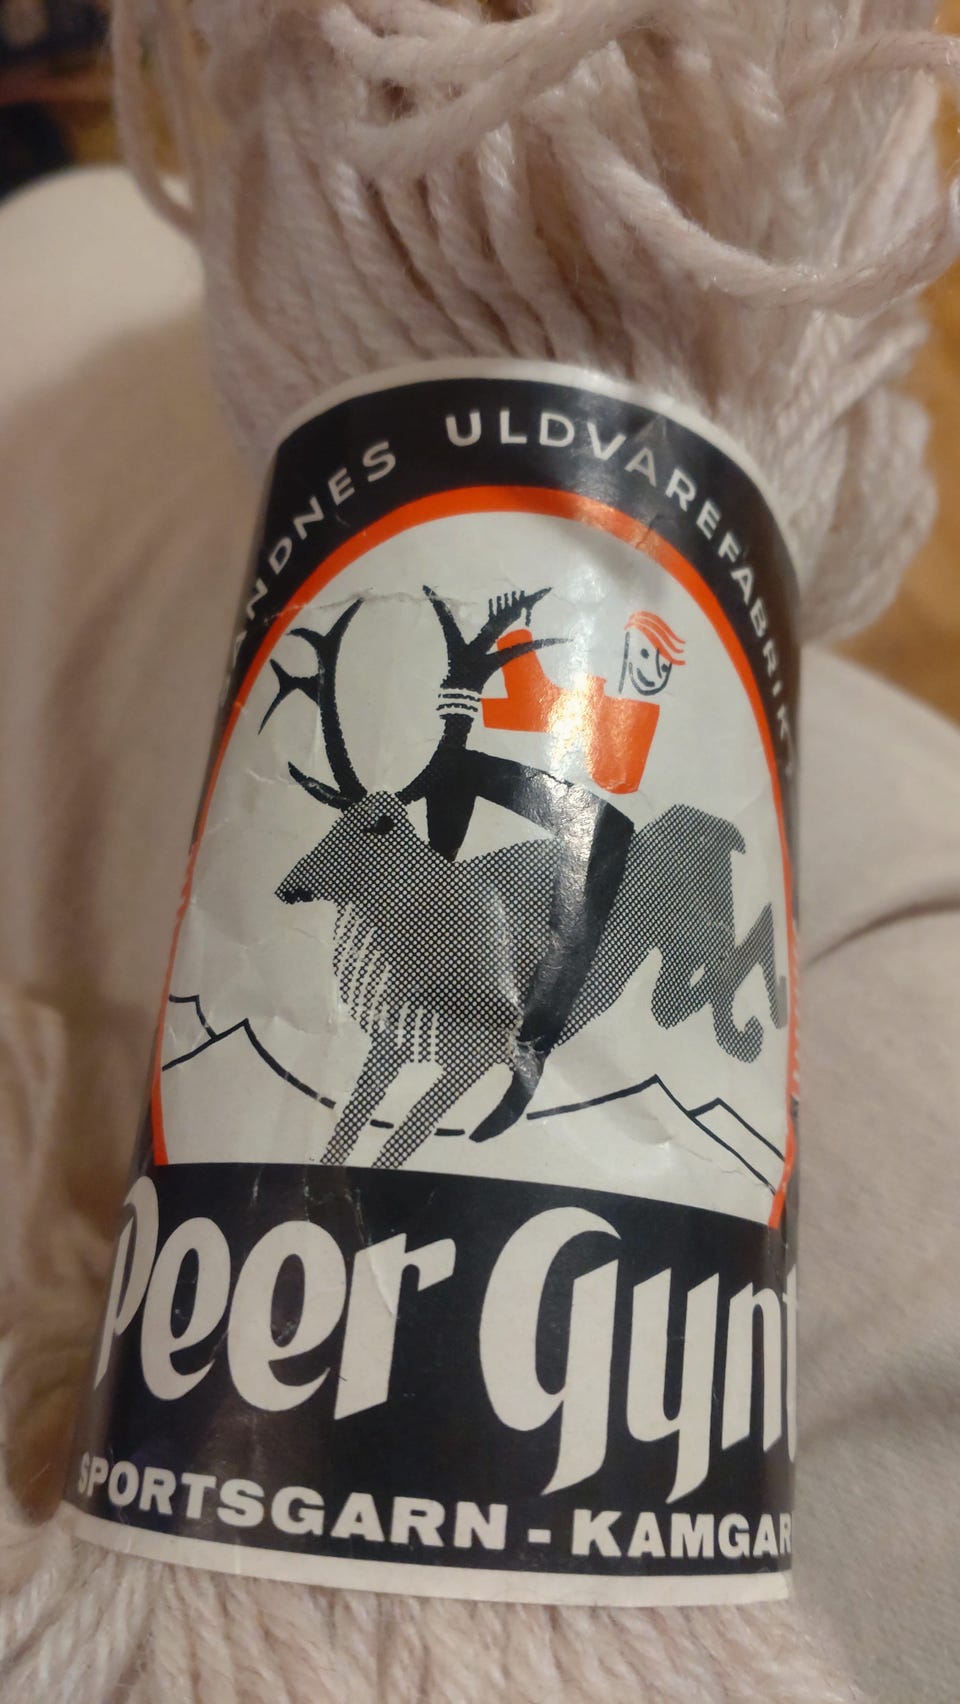 ANDNES ULDVAREFABRIK
Peer Gynt
SPORTSGARN - KAMGAR